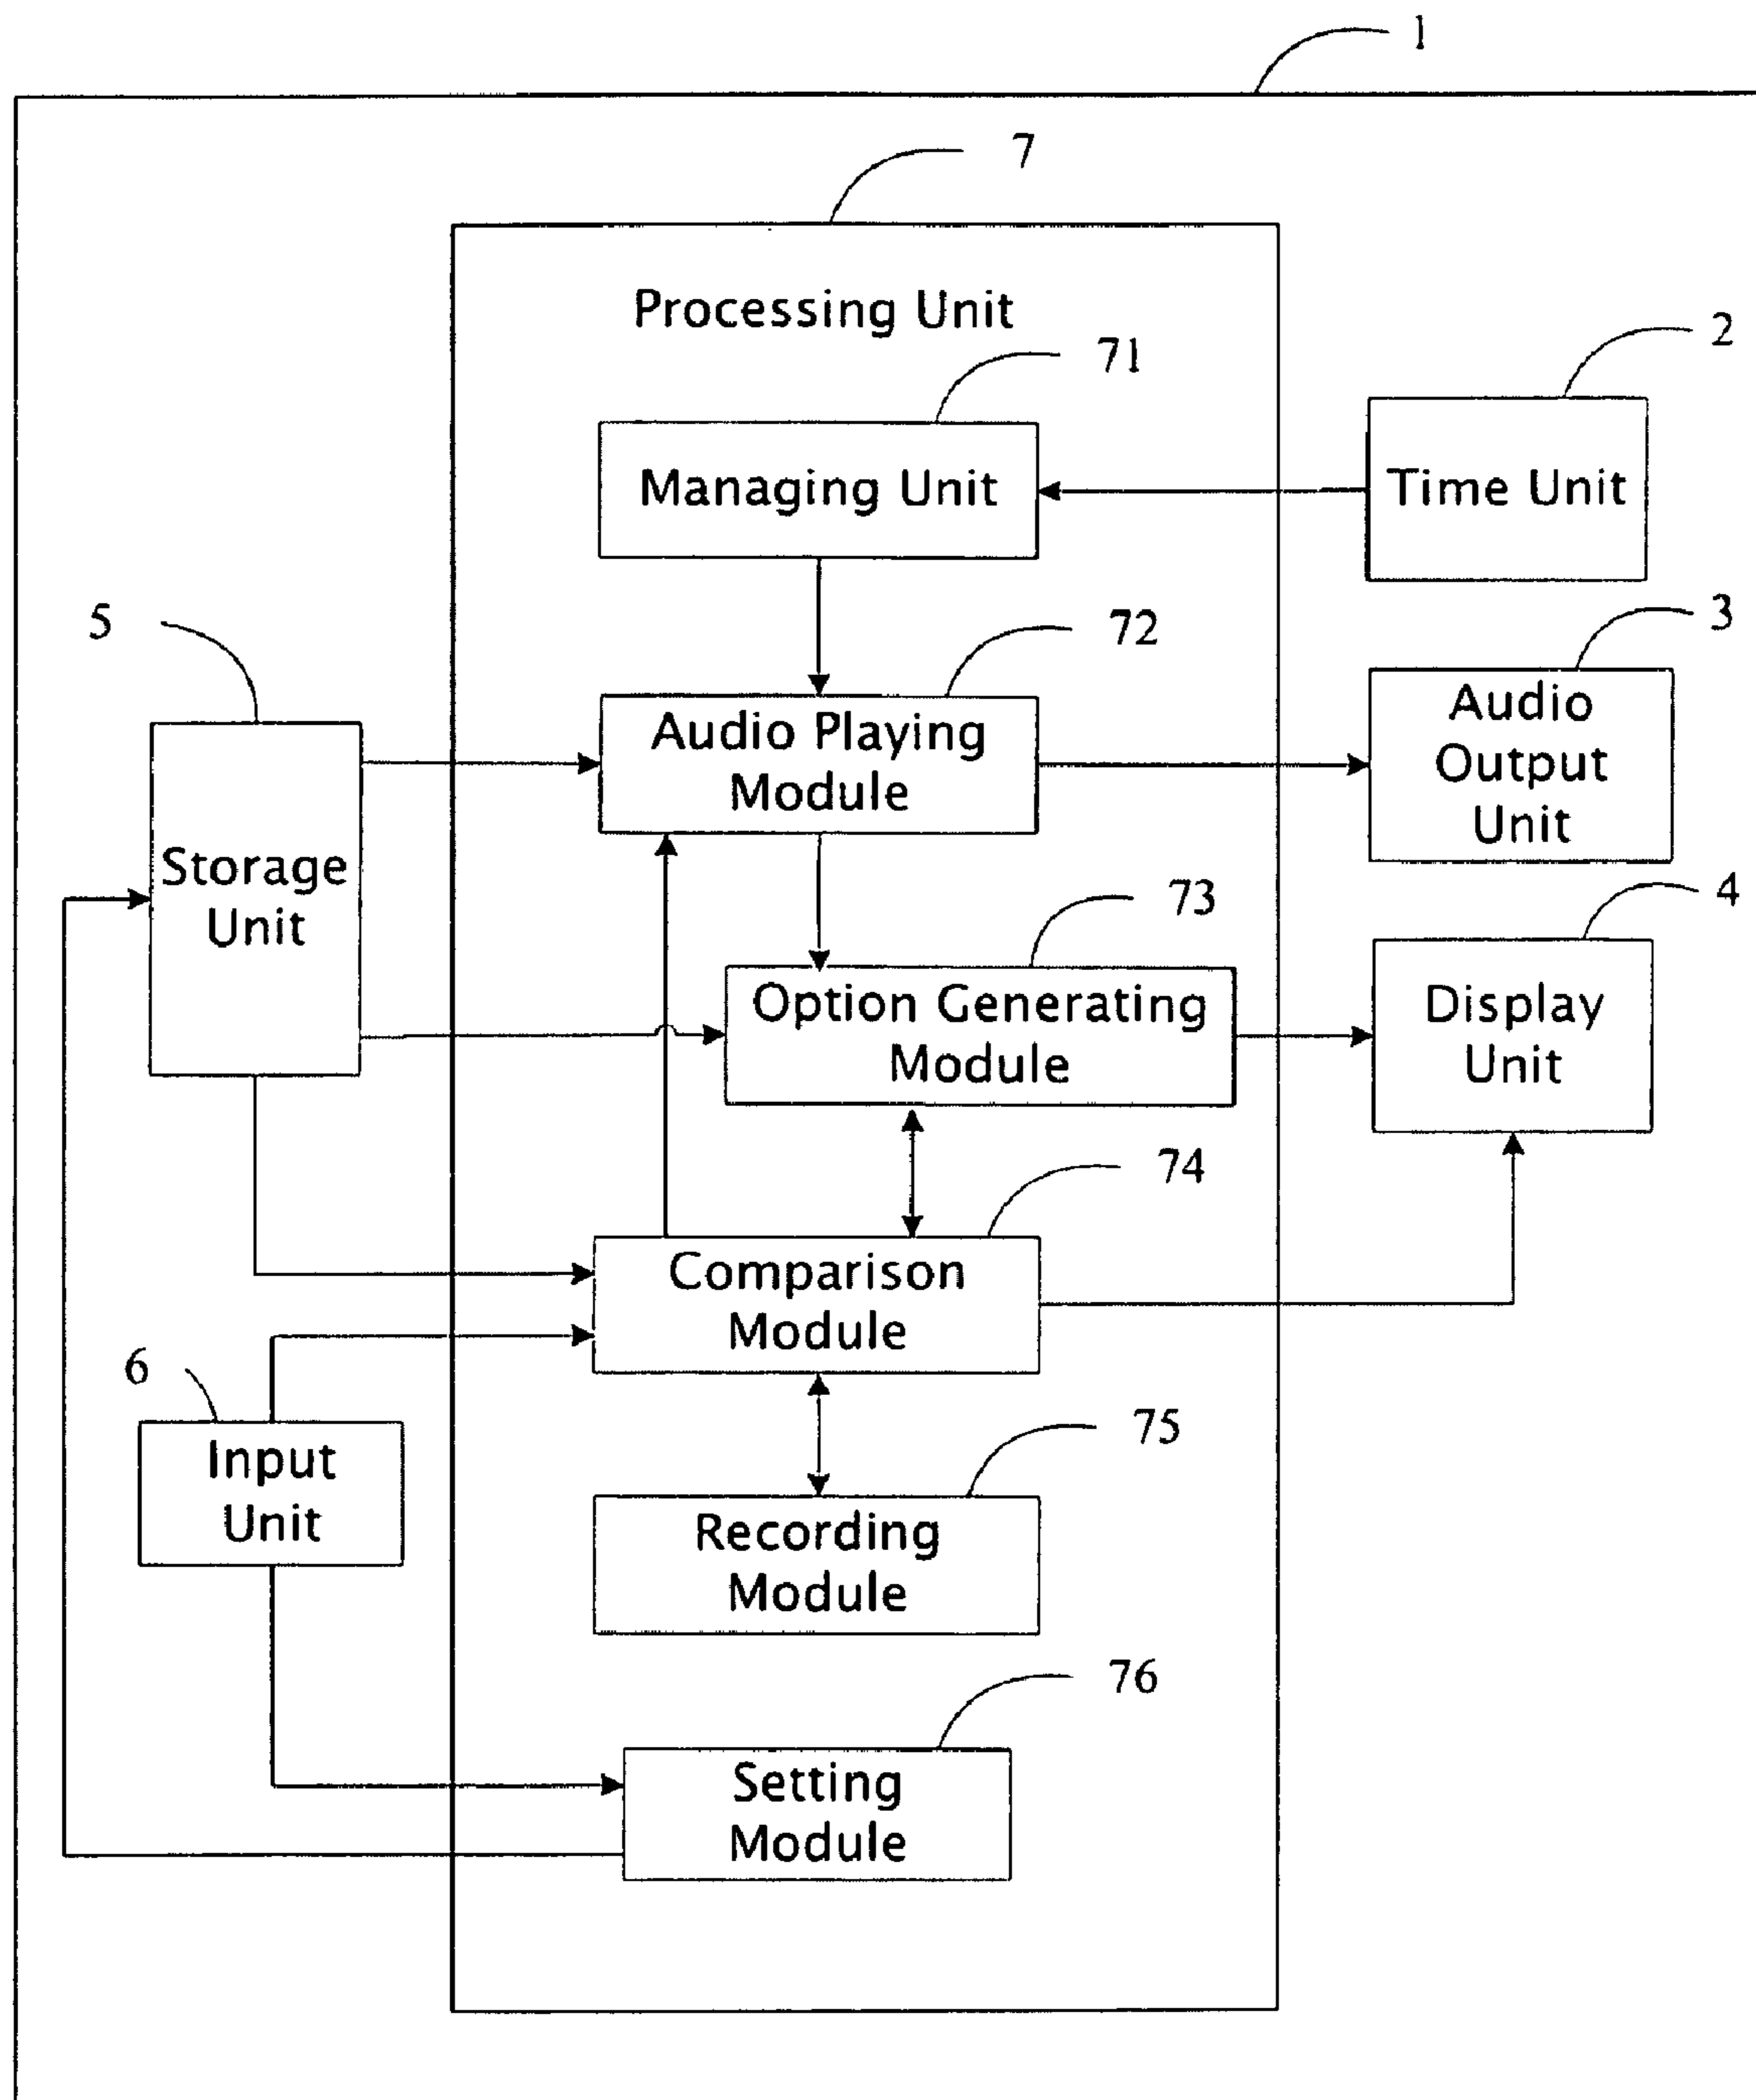 1
7
Processing Unit
71
2
Managing Unit
Time Unit
5
72
3
Audio Playing
Module
Audio
Output
Unit
Storage
Unit
73
4
Option Generating
Module
Display
Unit
74
Comparison
Module
6
75
Input
Unit
Recording
Module
76
Setting
Module